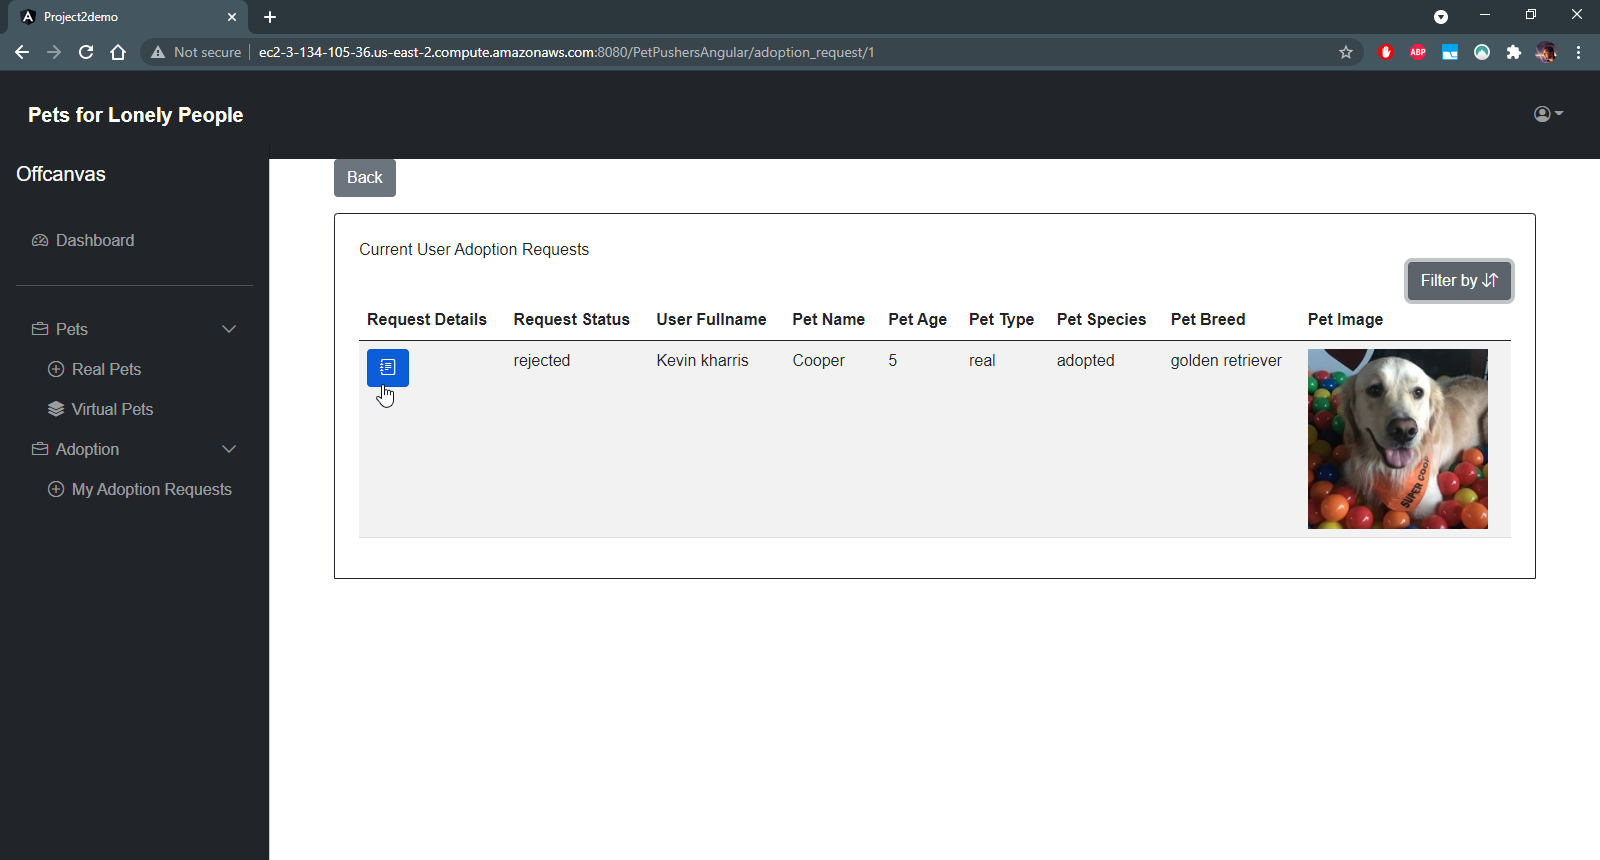 Project2demo
Not secure
ec2-3-134-105-36.us-east-2.compute.amazonaws.com:8080/PetPushersAngular/adoption_request/1
ABP
Pets for Lonely People
Offcanvas
Dashboard
Pets
Real Pets
Virtual Pets
Adoption
My Adoption Requests
Back
Current User Adoption Requests
Filter by
Request Details Request Status User Fullname Pet Name Pet Age Pet Type Pet Species Pet Breed Pet Image
rejected Kevin kharris Cooper 5 real adopted golden retriever
SUPER COOP